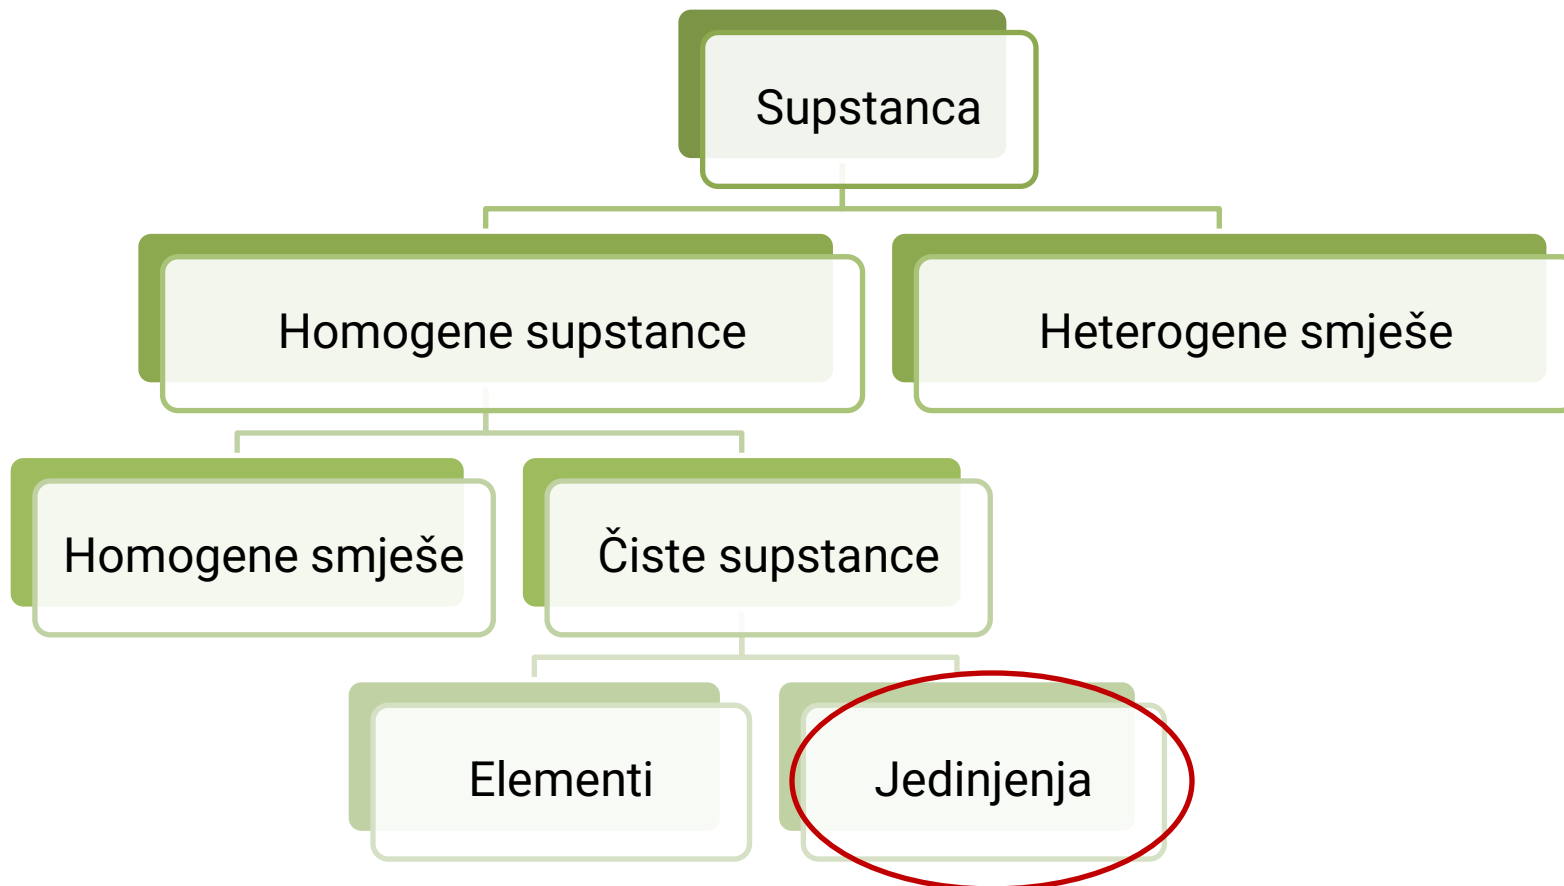 Supstanca
Homogene supstance
Heterogene smješe
Homogene smješe
Čiste supstance
Elementi
Jedinjenja